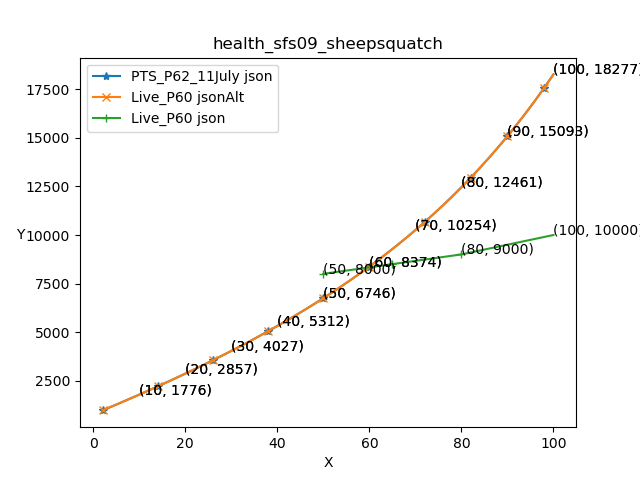 health_sfs09_sheepsquatch
PTS_P62_11July json
Live_P60 jsonAlt
Live_P60 json
(100, 18277)
(90, 15093)
(80, 12461)
(70, 10254)
(100, 10000)
(80, 9000)
(60, 8374)
(50, 8000)
(50, 6746)
(40, 5312)
(30, 4027)
(20, 2857)
(10, 1776)
17500
15000
12500
10000
7500
5000
2500
Y
0 20 40 60 80 100
X